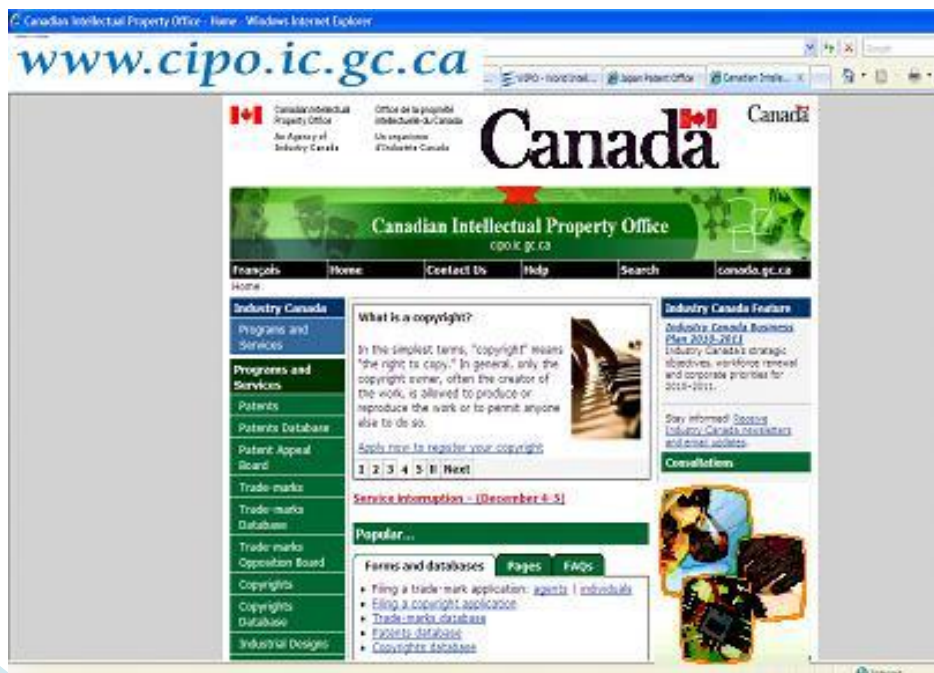 Canadian Intellectual Property Office - Home - Windows Internet Explorer
www.cipo.ic.gc.ca
WIPO - World Intel...
Japan Patent Office
Canadian Intelle...
Canadian Intellectual
Property Office
An Agency of
Industry Canada
Office de la propriété
intellectuelle du Canada
Un organisme
d'Industrie Canada
Canada
Canada
Canadian Intellectual Property Office
cipo.ic.gc.ca
Français Home Contact Us Help Search canada.gc.ca
Home
Industry Canada
Programs and
Services
Programs and
Services
Patents
Patents Database
Patent Appeal
Board
Trade-marks
Trade-marks
Database
Trade-marks
Opposition Board
Copyrights
Copyrights
Database
Industrial Designs
What is a copyright?
In the simplest terms, "copyright" means
"the right to copy." In general, only the
copyright owner, often the creator of
the work, is allowed to produce or
reproduce the work or to permit anyone
else to do so.
Apply now to register your copyright
1 2 3 4 5 II Next
Service interruption - (December 4-5)
Popular...
Forms and databases Pages FAQs
• Filing a trade-mark application: agents | individuals
• Filing a copyright application
• Trade-marks database
• Patents database
• Copyrights database
Industry Canada Feature
Industry Canada Business
Plan 2010-2011
Industry Canada's strategic
objectives, workforce renewal
and corporate priorities for
2010-2011.
Stay informed! Receive
Industry Canada newsletters
and email updates.
Consultations